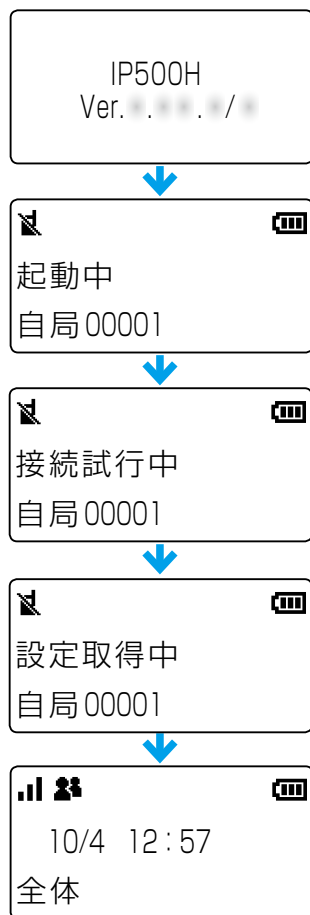 IP500H
Ver.
起動中
自局00001
接続試行中
自局00001
設定取得中
自局00001
10/4 12:57
全体